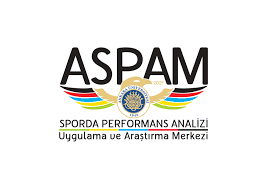 ASPAM
SPORDA PERFORMANS ANALİZİ
Uygulama ve Araştırma Merkezi